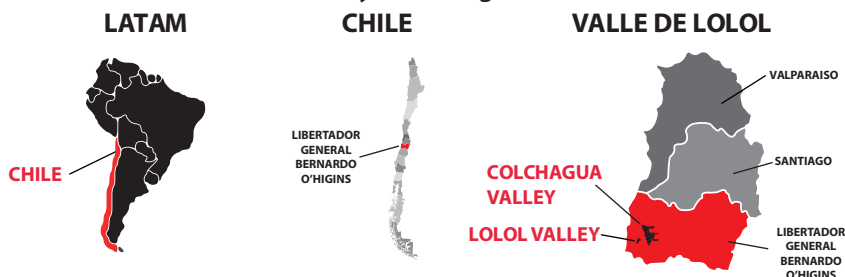 LATAM
CHILE
CHILE
LIBERTADOR
GENERAL
BERNARDO
O'HIGINS
VALLE DE LOLOL
VALPARAISO
SANTIAGO
COLCHAGUA
VALLEY
LOLOL VALLEY
LIBERTADOR
GENERAL
BERNARDO
O'HIGINS